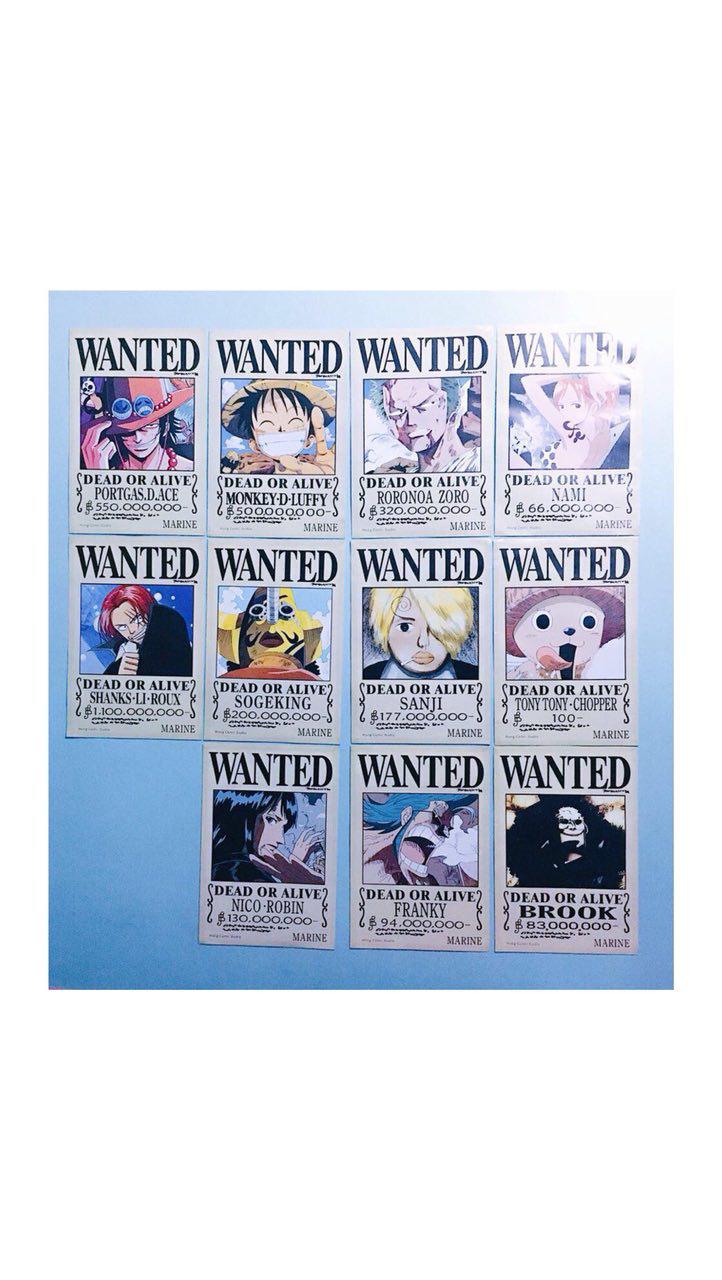 WANTED
DEAD OR ALIVE
PORTGAS.D.ACE
฿550.000.000-
MARINE
WANTED
DEAD OR ALIVE
MONKEY·D·LUFFY
฿500,000,000-
MARINE
WANTED
DEAD OR ALIVE
RORONOA ZORO
฿320.000.000-
MARINE
WANTED
DEAD OR ALIVE
NAMI
฿66.000.000-
MARINE
WANTED
DEAD OR ALIVE
SHANKS·LI·ROUX
฿1.100.000.000-
MARINE
WANTED
DEAD OR ALIVE
SOGEKING
฿200.000.000-
MARINE
WANTED
DEAD OR ALIVE
SANJI
฿177.000.000-
MARINE
WANTED
DEAD OR ALIVE
TONY TONY·CHOPPER
100-
MARINE
WANTED
DEAD OR ALIVE
NICO·ROBIN
฿130.000.000-
MARINE
WANTED
DEAD OR ALIVE
FRANKY
฿94.000.000-
MARINE
WANTED
DEAD OR ALIVE
BROOK
฿83,000,000-
MARINE